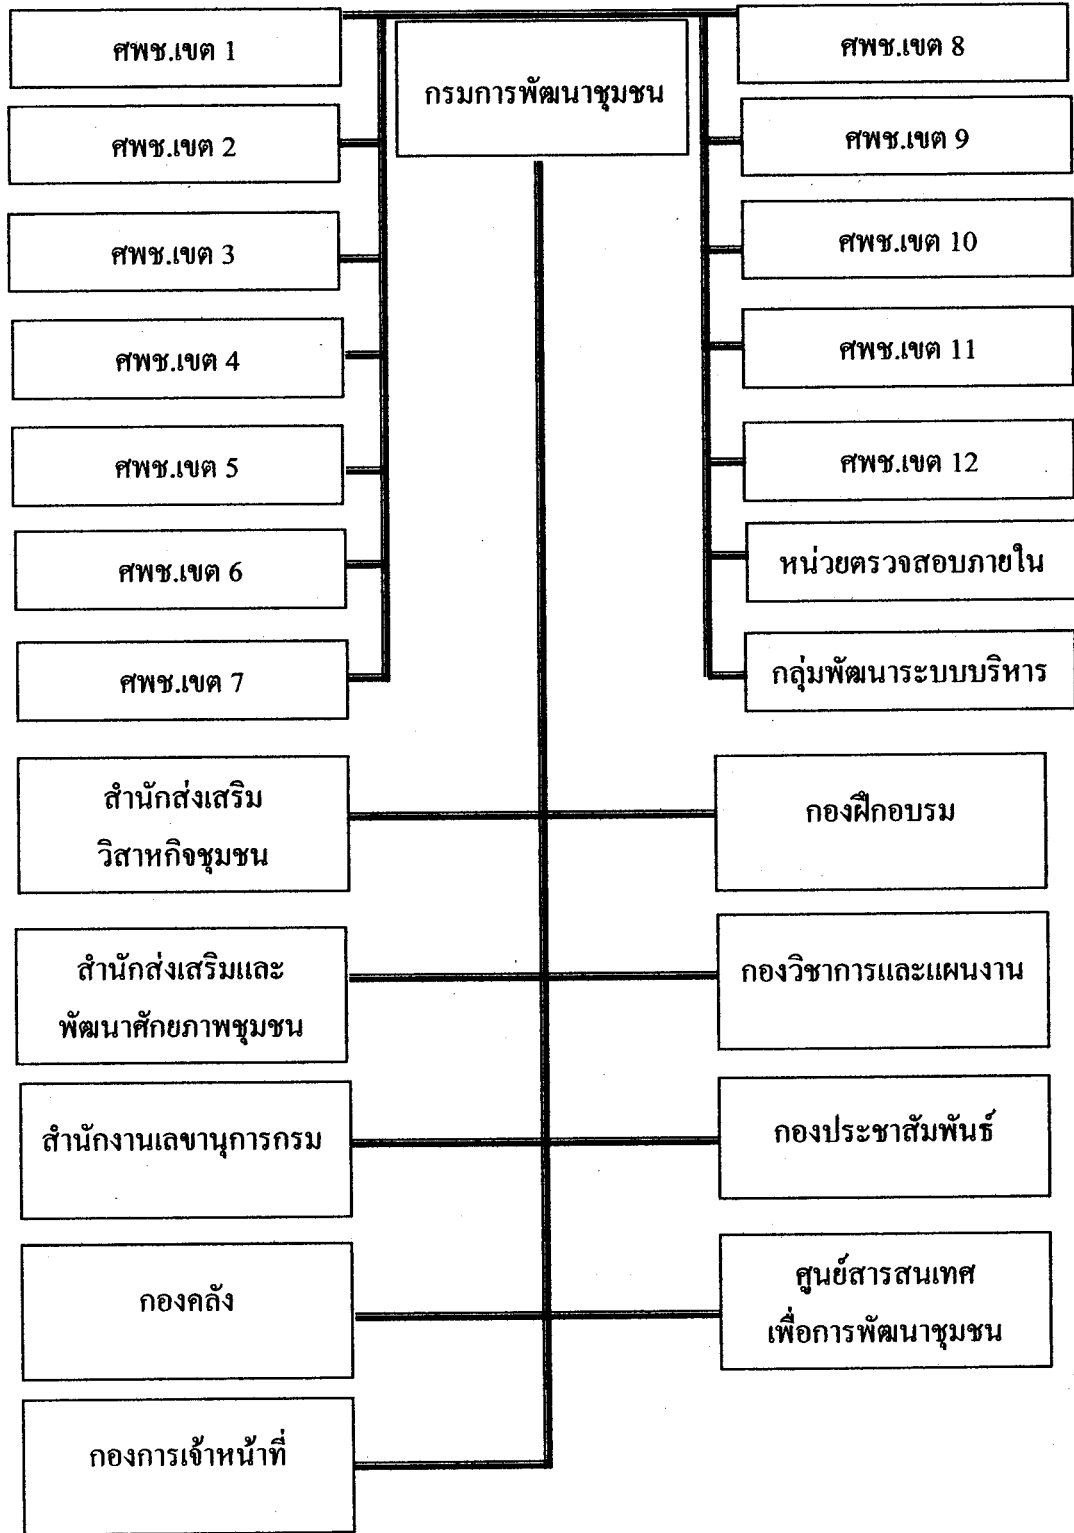 กรมการพัฒนาชุมชน
ศพช.เขต 1
ศพช.เขต 2
ศพช.เขต 3
ศพช.เขต 4
ศพช.เขต 5
ศพช.เขต 6
ศพช.เขต 7
ศพช.เขต 8
ศพช.เขต 9
ศพช.เขต 10
ศพช.เขต 11
ศพช.เขต 12
หน่วยตรวจสอบภายใน
กลุ่มพัฒนาระบบบริหาร
สำนักส่งเสริม
วิสาหกิจชุมชน
สำนักส่งเสริมและ
พัฒนาศักยภาพชุมชน
สำนักงานเลขานุการกรม
กองคลัง
กองการเจ้าหน้าที่
กองฝึกอบรม
กองวิชาการและแผนงาน
กองประชาสัมพันธ์
ศูนย์สารสนเทศ
เพื่อการพัฒนาชุมชน